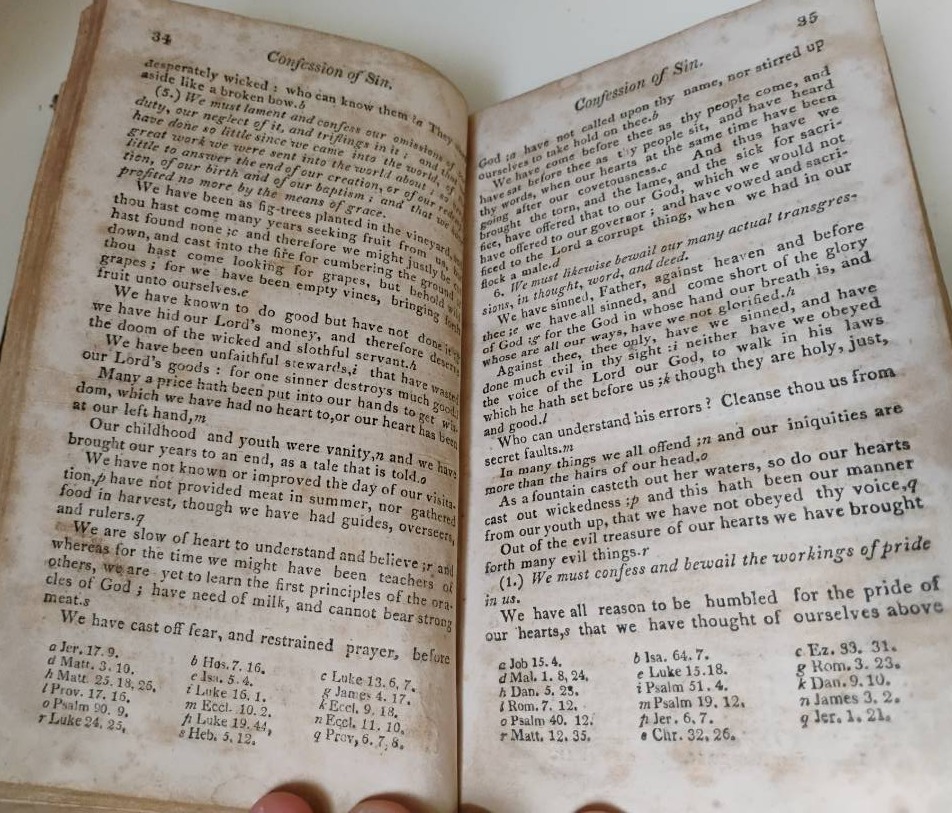 34
Confession of Sin.
desperately wicked : who can know them ?a They
aside like a broken bow.b
(5.) We must lament and confess our omissions of
duty, our neglect of it, and triflings in it ; and that
have done so little since we came into the world, of
great work we were sent into the world about ; so
little to answer the end of our creation, or of our red
tion, of our birth and of our baptism ; and that we have
profited no more by the means of grace.
We have been as fig-trees planted in the vineyard,
thou hast come many years seeking fruit from us, but
hast found none ;c and therefore we might justly be cut
down, and cast into the fire for cumbering the ground :
thou hast come looking for grapes, but behold wild
grapes ; for we have been empty vines, bringing forth
fruit unto ourselves.e
We have known to do good but have not done it ;g
we have hid our Lord's money, and therefore deserve
the doom of the wicked and slothful servant.h
We have been unfaithful stewards,i that have wasted
our Lord's goods : for one sinner destroys much good.
Many a price hath been put into our hands to get wis-
dom, which we have had no heart to,or our heart has been
at our left hand,m
Our childhood and youth were vanity,n and we have
brought our years to an end, as a tale that is told.o
We have not known or improved the day of our visita-
tion,p have not provided meat in summer, nor gathered
food in harvest, though we have had guides, overseers,
and rulers.q
We are slow of heart to understand and believe ;r and
whereas for the time we might have been teachers of
others, we are yet to learn the first principles of the ora-
cles of God ; have need of milk, and cannot bear strong
meat.s
We have cast off fear, and restrained prayer, before
a Jer. 17. 9. b Hos. 7. 16. c Luke 13. 6, 7.
d Matt. 3. 10. e Isa. 5. 4. g James 4. 17.
h Matt. 25. 18, 26. i Luke 16. 1. k Eccl. 9. 18.
l Prov. 17. 16. m Eccl. 10. 2. n Eccl. 11. 10.
o Psalm 90. 9. p Luke 19. 44. q Prov. 6. 7, 8.
r Luke 24. 25. s Heb. 5. 12.
35
Confession of Sin.
God ;a have not called upon thy name, nor stirred up
ourselves to take hold on thee.b
We have come before thee as thy people come, and
have sat before thee as thy people sit, and have heard
thy words, when our hearts at the same time have been
going after our covetousness.c And thus have we
brought the torn, and the lame, and the sick for sacri-
fice, have offered that to our God, which we would not
have offered to our governor ; and have vowed and sacri-
ficed to the Lord a corrupt thing, when we had in our
flock a male.d
6. We must likewise bewail our many actual transgres-
sions, in thought, word, and deed.
We have sinned, Father, against heaven and before
thee ;e we have all sinned, and come short of the glory
of God ;g for the God in whose hand our breath is, and
whose are all our ways, have we not glorified.h
Against thee, thee only, have we sinned, and have
done much evil in thy sight :i neither have we obeyed
the voice of the Lord our God, to walk in his laws
which he hath set before us ;k though they are holy, just,
and good.l
Who can understand his errors ? Cleanse thou us from
secret faults.m
In many things we all offend ;n and our iniquities are
more than the hairs of our head.o
As a fountain casteth out her waters, so do our hearts
cast out wickedness ;p and this hath been our manner
from our youth up, that we have not obeyed thy voice,q
Out of the evil treasure of our hearts we have brought
forth many evil things.r
(1.) We must confess and bewail the workings of pride
in us.
We have all reason to be humbled for the pride of
our hearts,s that we have thought of ourselves above
a Job 15. 4. b Isa. 64. 7. c Ez. 33. 31.
d Mal. 1. 8, 24. e Luke 15. 18. g Rom. 3. 23.
h Dan. 5. 23. i Psalm 51. 4. k Dan. 9. 10.
l Rom. 7. 12. m Psalm 19. 12. n James 3. 2.
o Psalm 40. 12. p Jer. 6. 7. q Jer. 1. 21.
r Matt. 12. 35. s Chr. 32, 26.